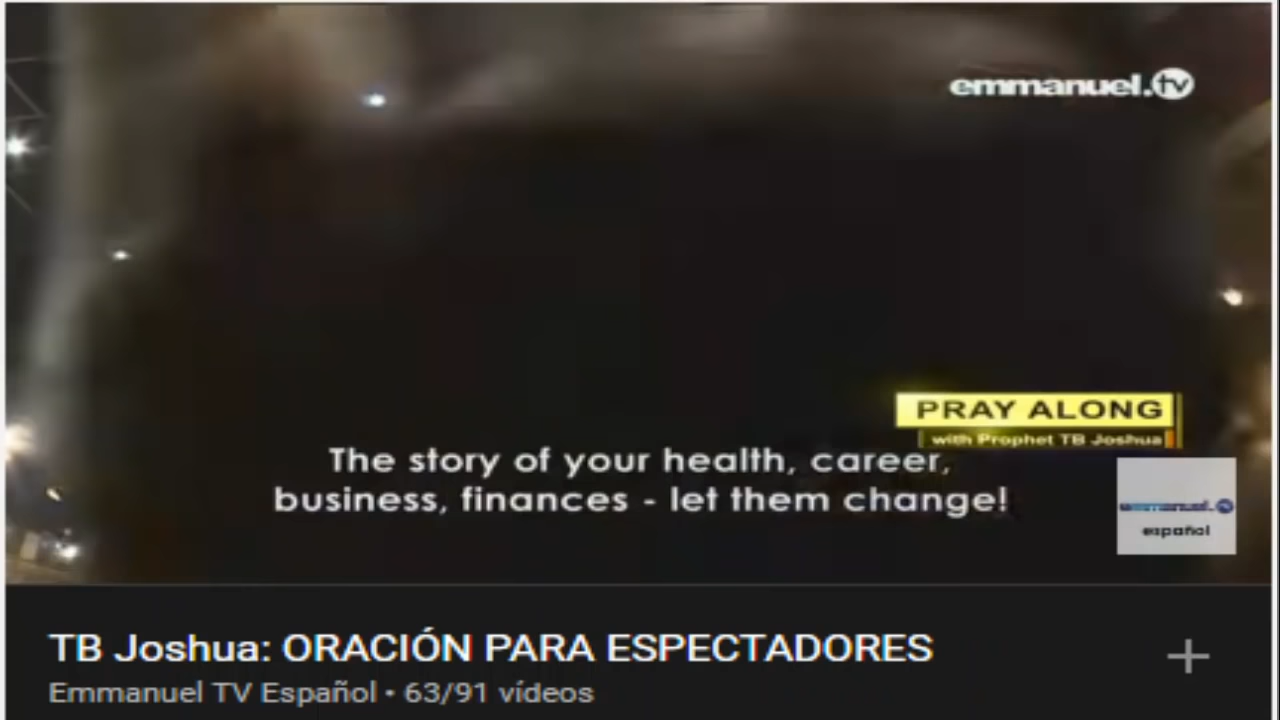 emmanuel.tv
PRAY ALONG
with Prophet TB Joshua
The story of your health, career,
business, finances - let them change!
emmanuel.tv
español
TB Joshua: ORACIÓN PARA ESPECTADORES
Emmanuel TV Español • 63/91 vídeos